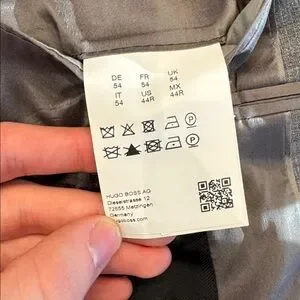 DE FR UK
54 54 44R
IT US MX
54 44R 44R
HUGO BOSS AG
Dieselstrasse 12
72555 Metzingen
Germany
hugoboss.com